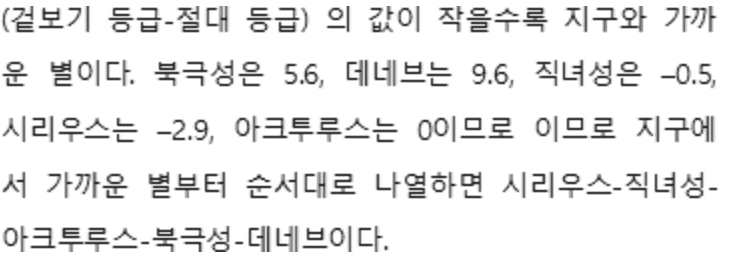 (겉보기 등급-절대 등급) 의 값이 작을수록 지구와 가까
운 별이다. 북극성은 5.6, 데네브는 9.6, 직녀성은 –0.5,
시리우스는 –2.9, 아크투루스는 0이므로 이므로 지구에
서 가까운 별부터 순서대로 나열하면 시리우스-직녀성-
아크투루스-북극성-데네브이다.